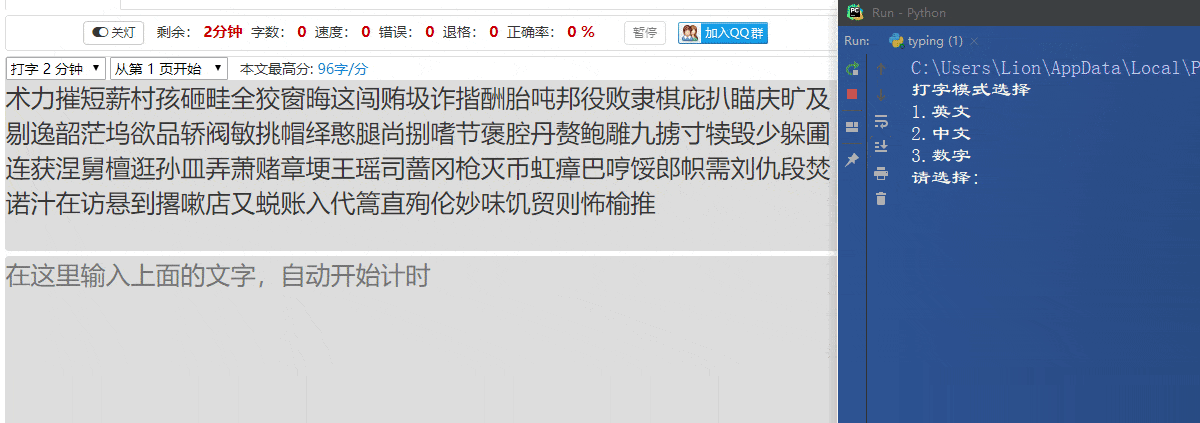 关灯 剩余: 2分钟 字数: 0 速度: 0 错误: 0 退格: 0 正确率: 0 % 暂停 加入QQ群
打字 2 分钟 从第 1 页开始 本文最高分: 96字/分
术力摧短薪村孩砸畦全狡窗晦这闯贿圾诈揩酬胎吨邦役败隶棋庇扒瞄庆旷及
剔逸韶茫坞欲品轿阀敏挑帽绎憨腿尚捌嗜节褒腔丹赘鲍雕九掳寸犊毁少躲圃
连获涅舅檀逛孙皿弄萧赌章埂王瑶司蔷冈枪灭币虹瘴巴哼馁郎帜需刘仇段焚
诺汁在访悬到撂嗽店又蜕账入代篙直殉伦妙味饥贸则怖榆推
在这里输入上面的文字，自动开始计时
Run - Python
Run: typing (1)
C:\Users\Lion\AppData\Local\P
打字模式选择
1.英文
2.中文
3.数字
请选择: